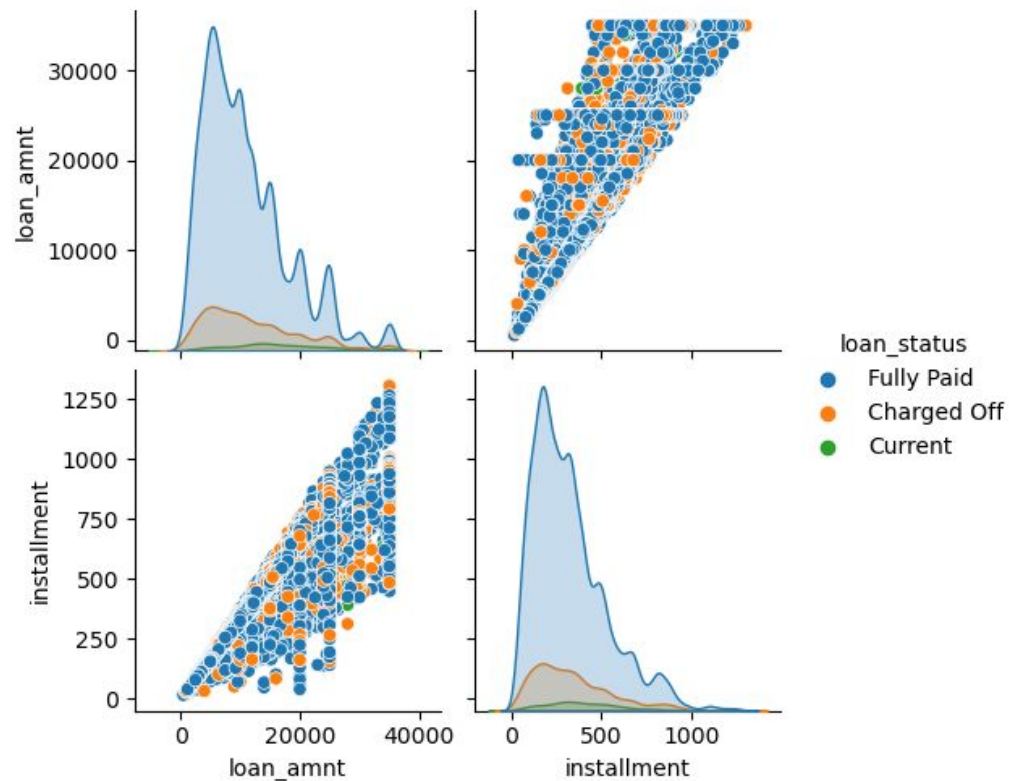 loan_amnt
30000
20000
10000
0
loan_status
Fully Paid
Charged Off
Current
installment
1250
1000
750
500
250
0
0 20000 40000
loan_amnt
0 500 1000
installment